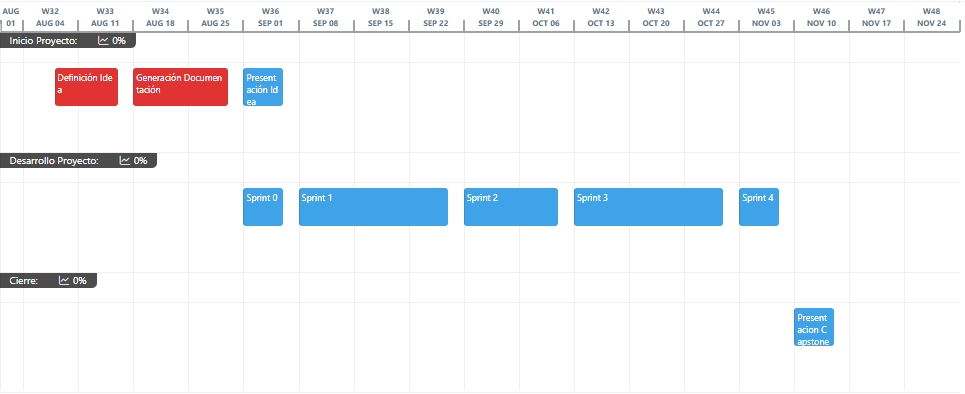 AUG W32 W33 W34 W35 W36 W37 W38 W39 W40 W41 W42 W43 W44 W45 W46 W47 W48
01 AUG 04 AUG 11 AUG 18 AUG 25 SEP 01 SEP 08 SEP 15 SEP 22 SEP 29 OCT 06 OCT 13 OCT 20 OCT 27 NOV 03 NOV 10 NOV 17 NOV 24
Inicio Proyecto: 0%
Definición Ide
a
Generación Documen
tación
Present
ación Id
ea
Desarrollo Proyecto: 0%
Sprint 0
Sprint 1
Sprint 2
Sprint 3
Sprint 4
Cierre: 0%
Present
acion C
apstone